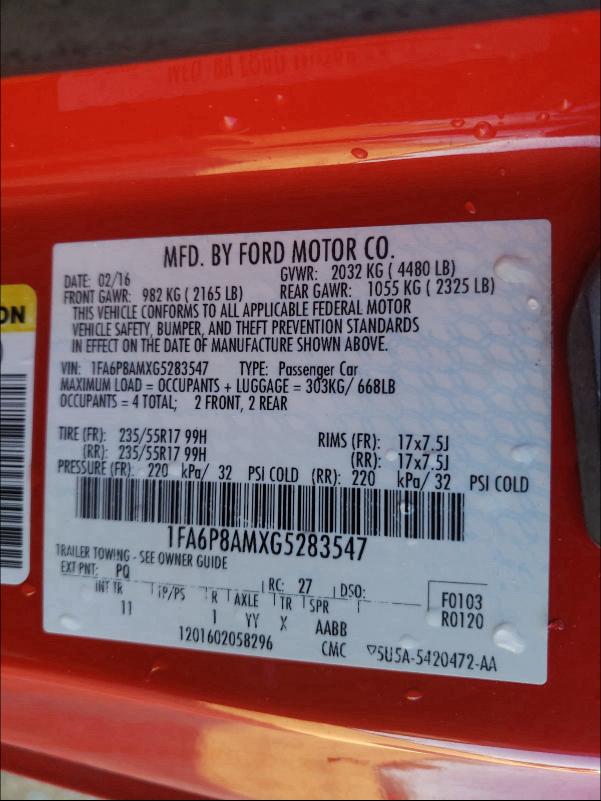 ON
MFD. BY FORD MOTOR CO.
DATE: 02/16 GVWR: 2032 KG ( 4480 LB)
FRONT GAWR: 982 KG ( 2165 LB) REAR GAWR: 1055 KG ( 2325 LB)
THIS VEHICLE CONFORMS TO ALL APPLICABLE FEDERAL MOTOR
VEHICLE SAFETY, BUMPER, AND THEFT PREVENTION STANDARDS
IN EFFECT ON THE DATE OF MANUFACTURE SHOWN ABOVE.
VIN: 1FA6P8AMXG5283547 TYPE: Passenger Car
MAXIMUM LOAD = OCCUPANTS + LUGGAGE = 303KG/ 668LB
OCCUPANTS = 4 TOTAL; 2 FRONT, 2 REAR
TIRE (FR): 235/55R17 99H RIMS (FR): 17x7.5J
(RR): 235/55R17 99H (RR): 17x7.5J
PRESSURE (FR): 220 kPa/ 32 PSI COLD (RR): 220 kPa/ 32 PSI COLD
1FA6P8AMXG5283547
TRAILER TOWING - SEE OWNER GUIDE
EXT PNT: PQ RC: 27 DSO:
INT TR TP/PS R AXLE TR SPR F0103
11 1 YY X AABB R0120
1201602058296 CMC 5U5A-5420472-AA